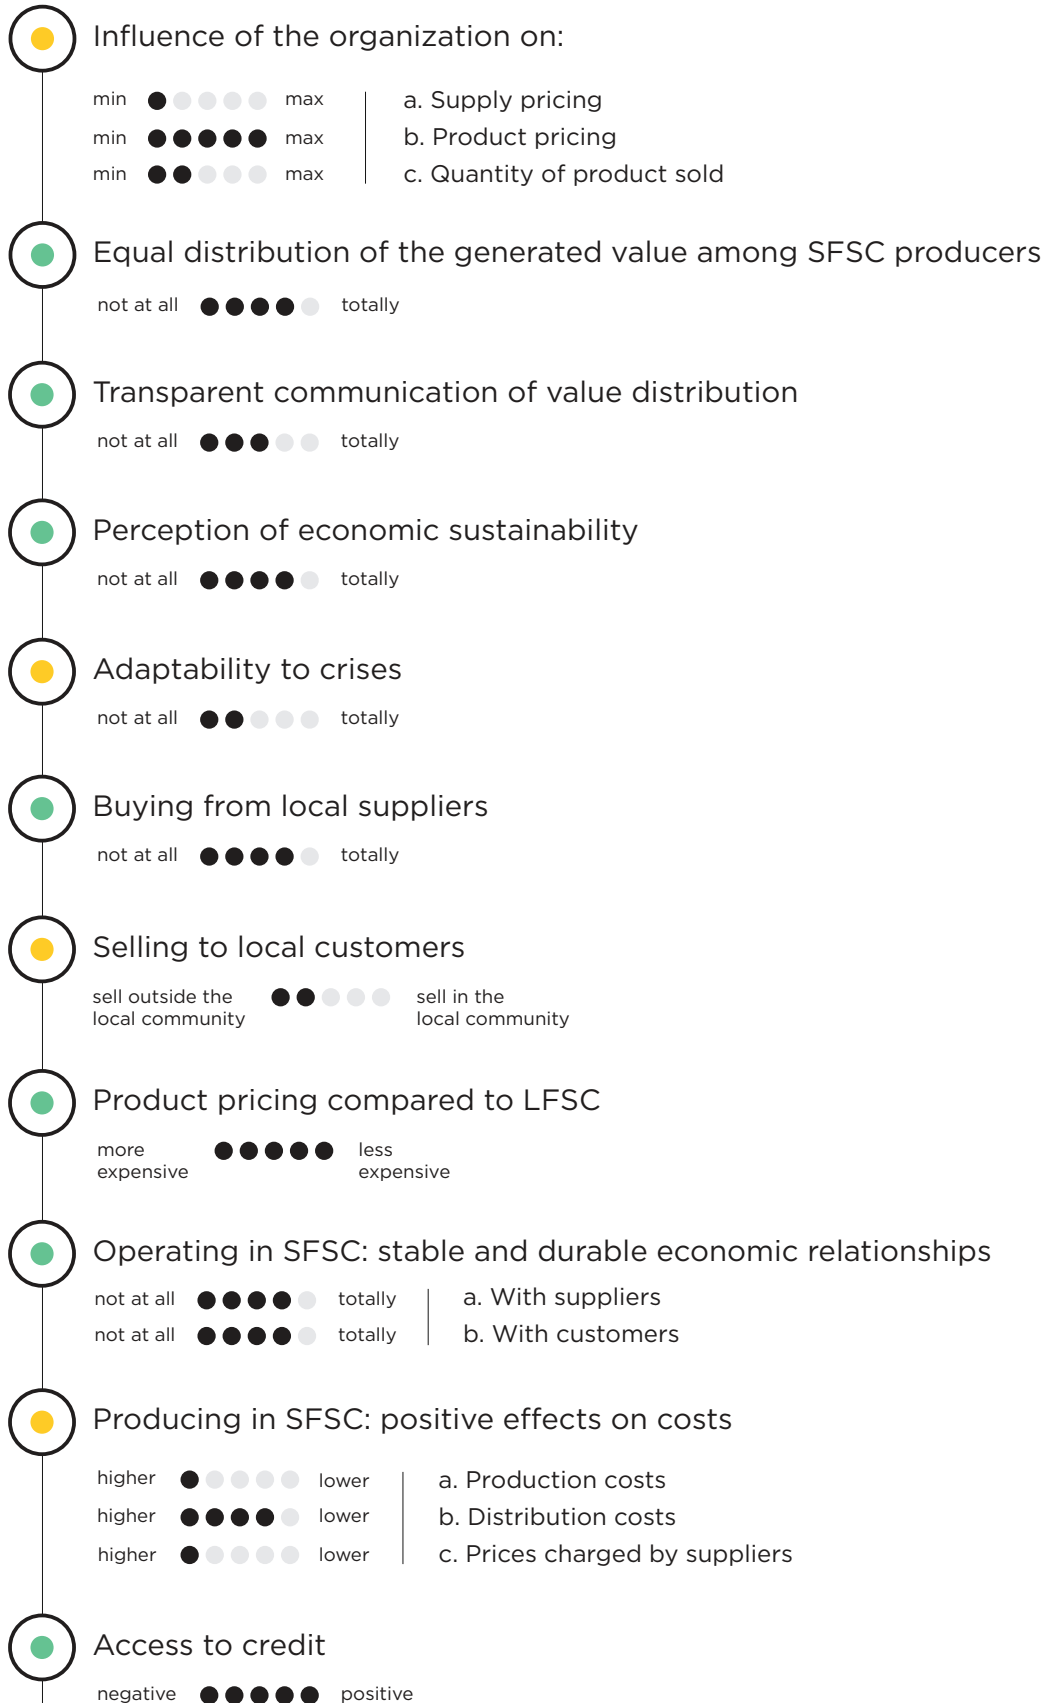 Influence of the organization on:
min max a. Supply pricing
min max b. Product pricing
min max c. Quantity of product sold
Equal distribution of the generated value among SFSC producers
not at all totally
Transparent communication of value distribution
not at all totally
Perception of economic sustainability
not at all totally
Adaptability to crises
not at all totally
Buying from local suppliers
not at all totally
Selling to local customers
sell outside the sell in the
local community local community
Product pricing compared to LFSC
more less
expensive expensive
Operating in SFSC: stable and durable economic relationships
not at all totally a. With suppliers
not at all totally b. With customers
Producing in SFSC: positive effects on costs
higher lower a. Production costs
higher lower b. Distribution costs
higher lower c. Prices charged by suppliers
Access to credit
negative positive